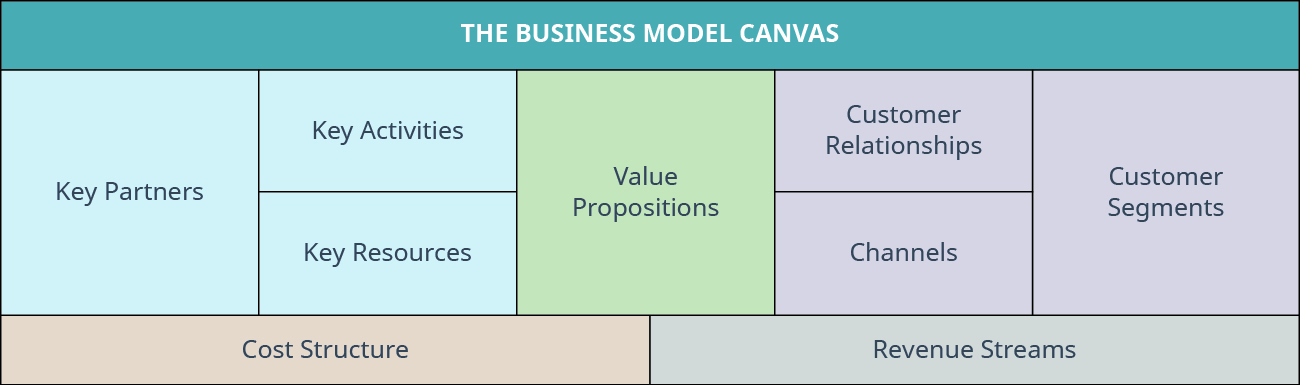 THE BUSINESS MODEL CANVAS
Key Partners
Key Activities
Key Resources
Value
Propositions
Customer
Relationships
Channels
Customer
Segments
Cost Structure
Revenue Streams